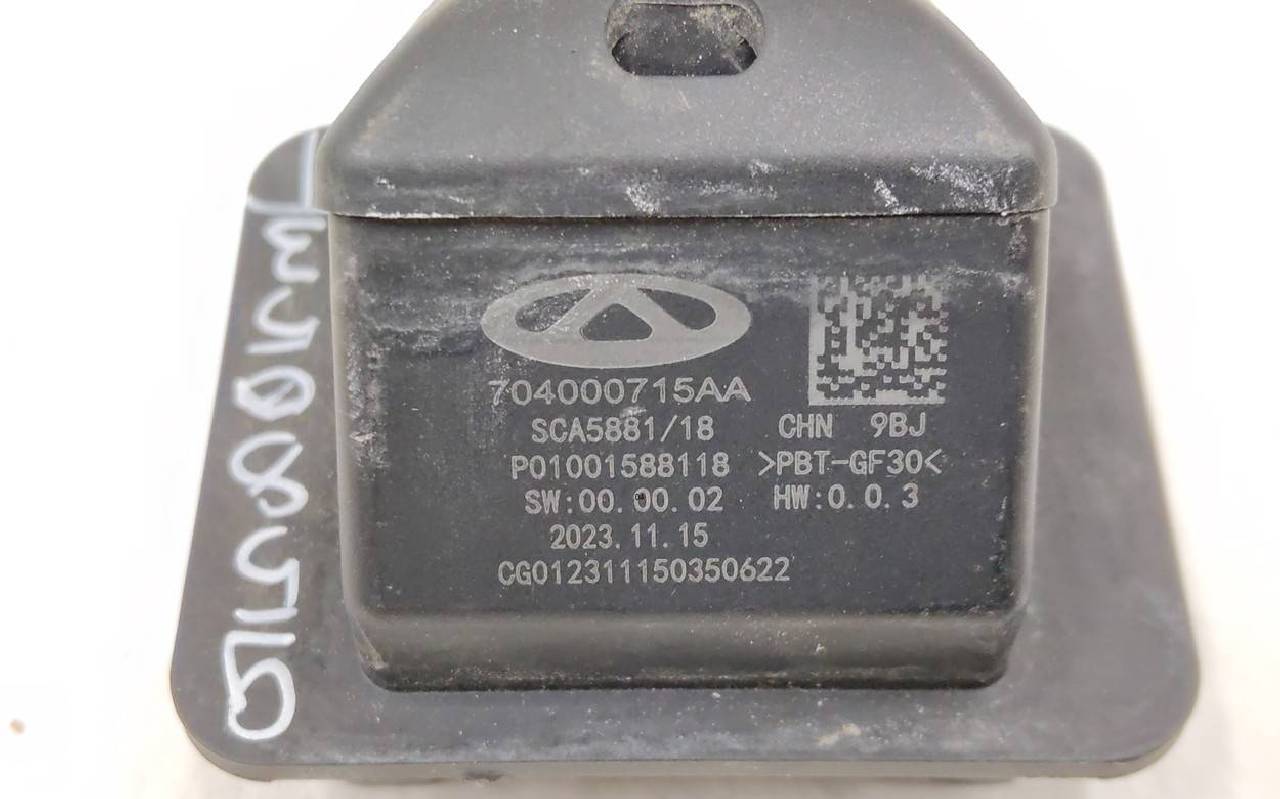 704000715AA
SCA5881/18 CHN 9BJ
P01001588118 >PBT-GF30<
SW:00.00.02 HW:0.0.3
2023.11.15
CG012311150350622